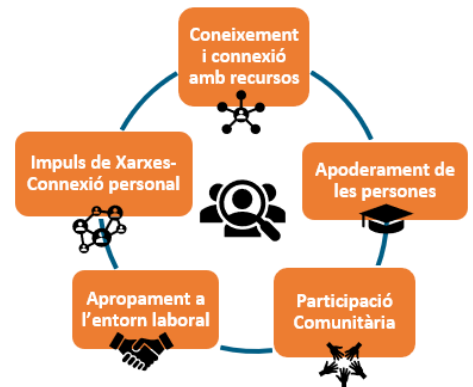 Coneixement
i connexió
amb recursos
Apoderament de
les persones
Participació
Comunitària
Apropament a
l'entorn laboral
Impuls de Xarxes-
Connexió personal